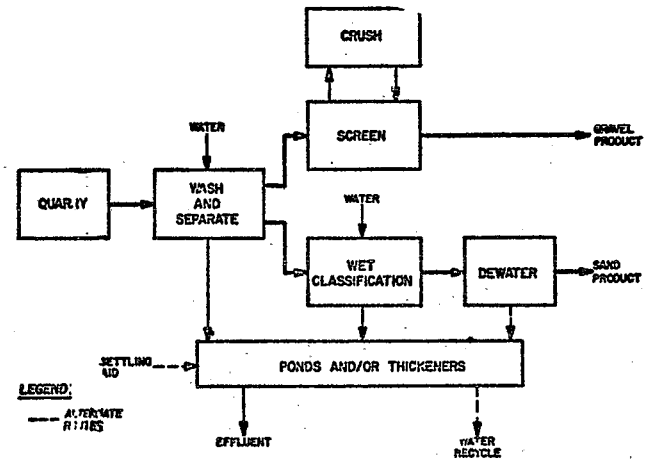 CRUSH
WATER
SCREEN
GRAVEL
PRODUCT
QUARRY
WASH
AND
SEPARATE
WATER
WET
CLASSIFICATION
DEWATER
SAND
PRODUCT
SETTLING
AID
PONDS AND/OR THICKENERS
LEGEND:
ALTERNATE
ROUTES
EFFLUENT
WATER
RECYCLE